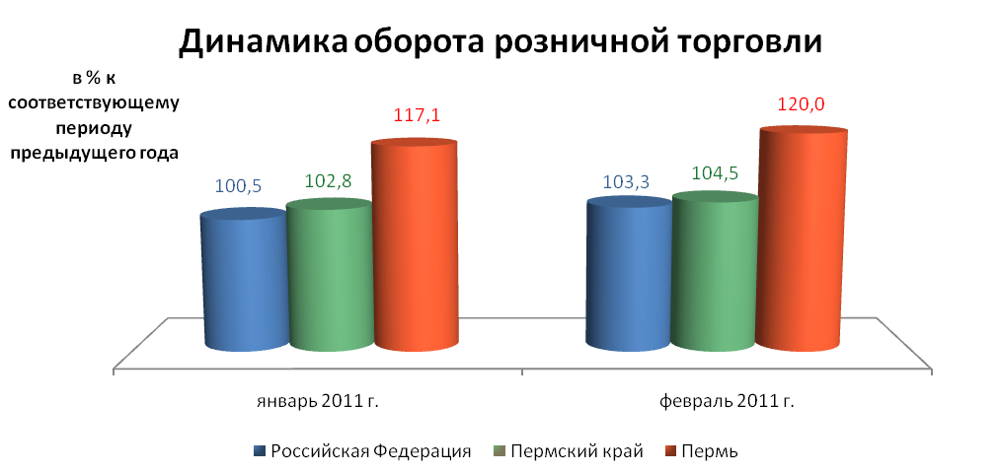 Динамика оборота розничной торговли
в % к
соответствующему
периоду
предыдущего года
100,5
102,8
117,1
103,3
104,5
120,0
январь 2011 г.
февраль 2011 г.
Российская Федерация
Пермский край
Пермь